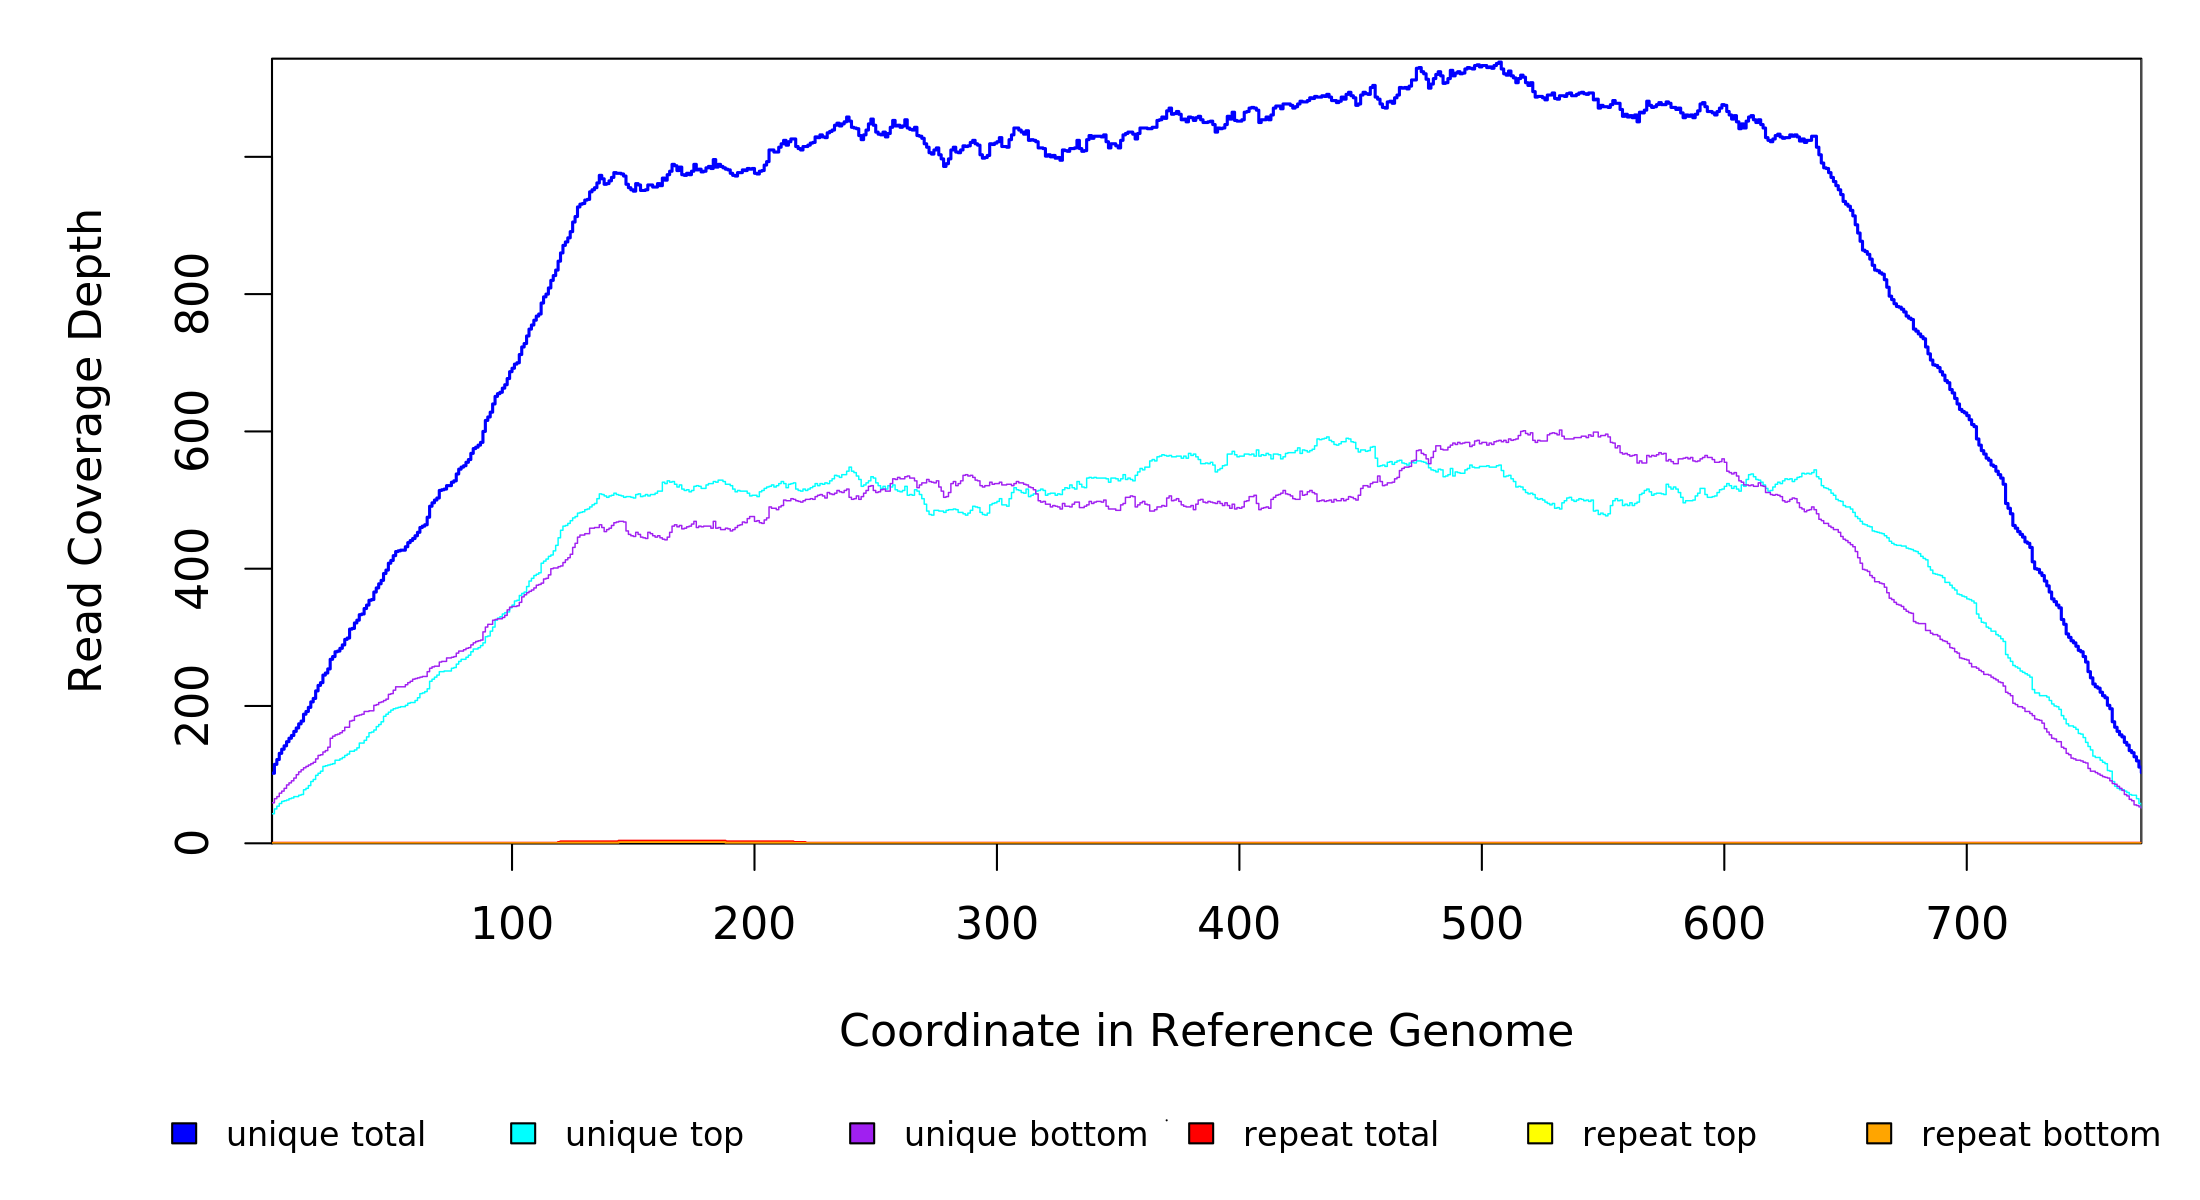 Read Coverage Depth
800
600
400
200
0
100 200 300 400 500 600 700
Coordinate in Reference Genome
unique total unique top unique bottom repeat total repeat top repeat bottom